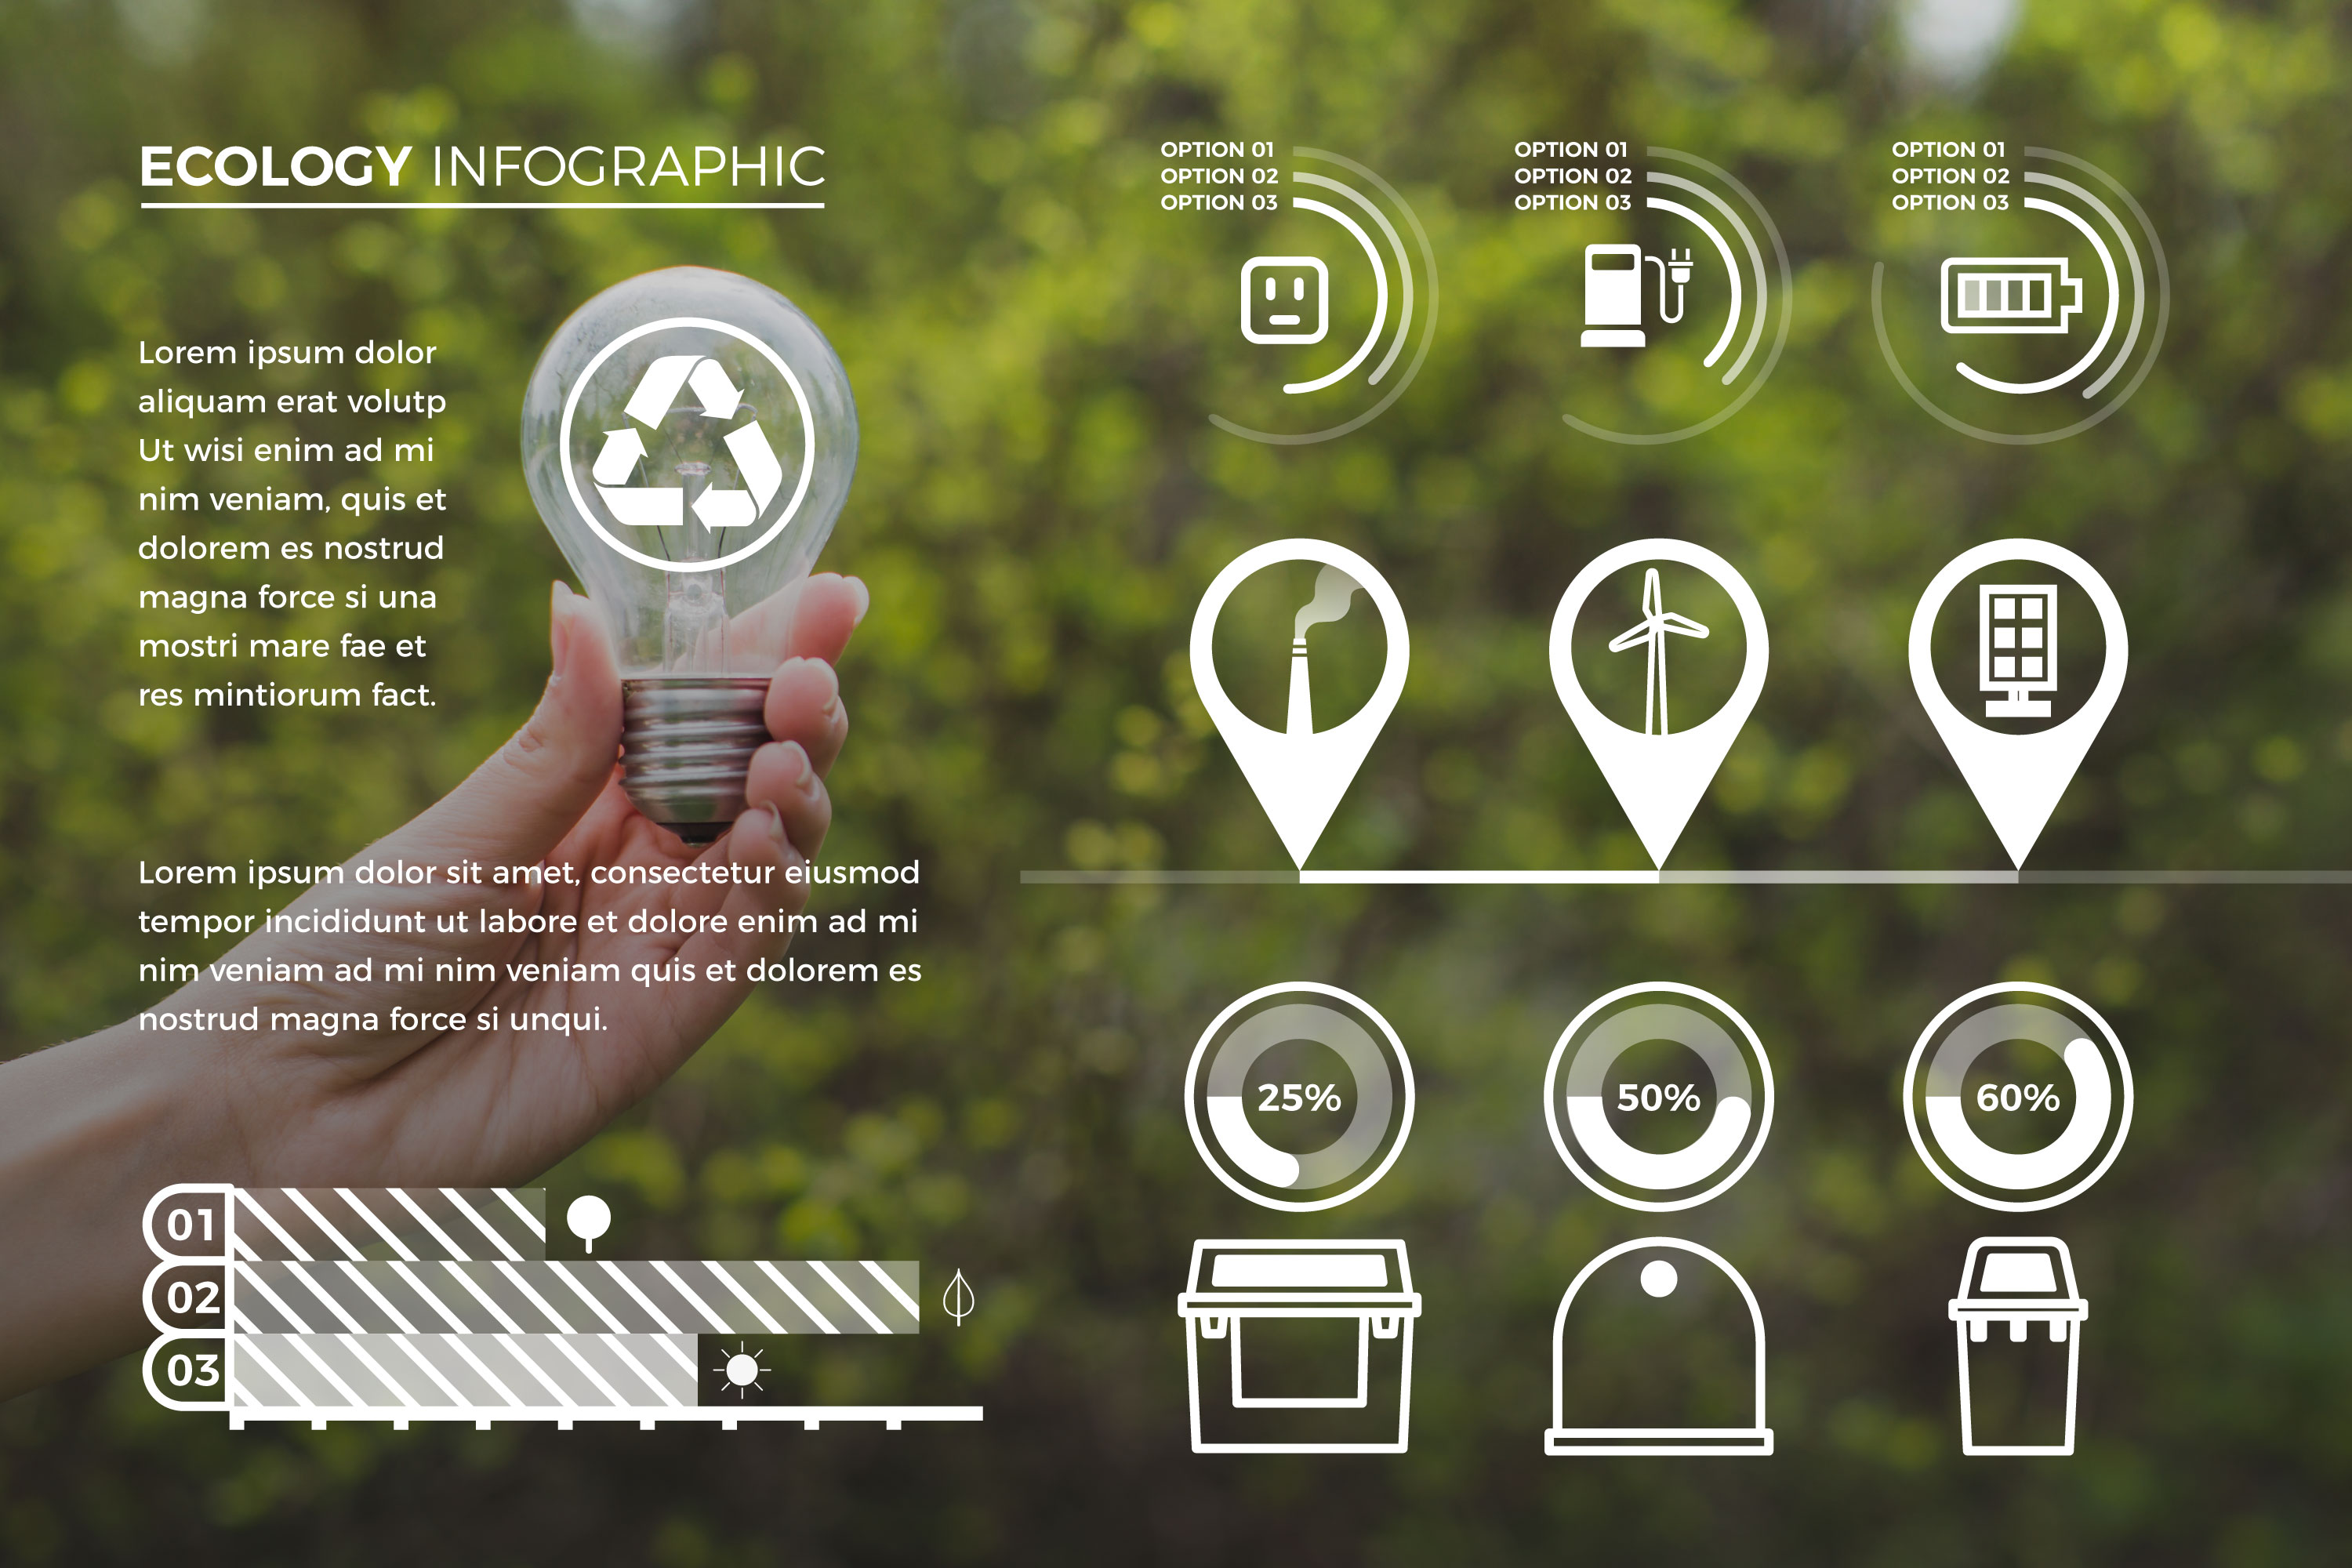 ECOLOGY INFOGRAPHIC
Lorem ipsum dolor
aliquam erat volutp
Ut wisi enim ad mi
nim veniam, quis et
dolorem es nostrud
magna force si una
mostri mare fae et
res mintiorum fact.
Lorem ipsum dolor sit amet, consectetur eiusmod
tempor incididunt ut labore et dolore enim ad mi
nim veniam ad mi nim veniam quis et dolorem es
nostrud magna force si unqui.
01
02
03
OPTION 01
OPTION 02
OPTION 03
OPTION 01
OPTION 02
OPTION 03
OPTION 01
OPTION 02
OPTION 03
25%
50%
60%